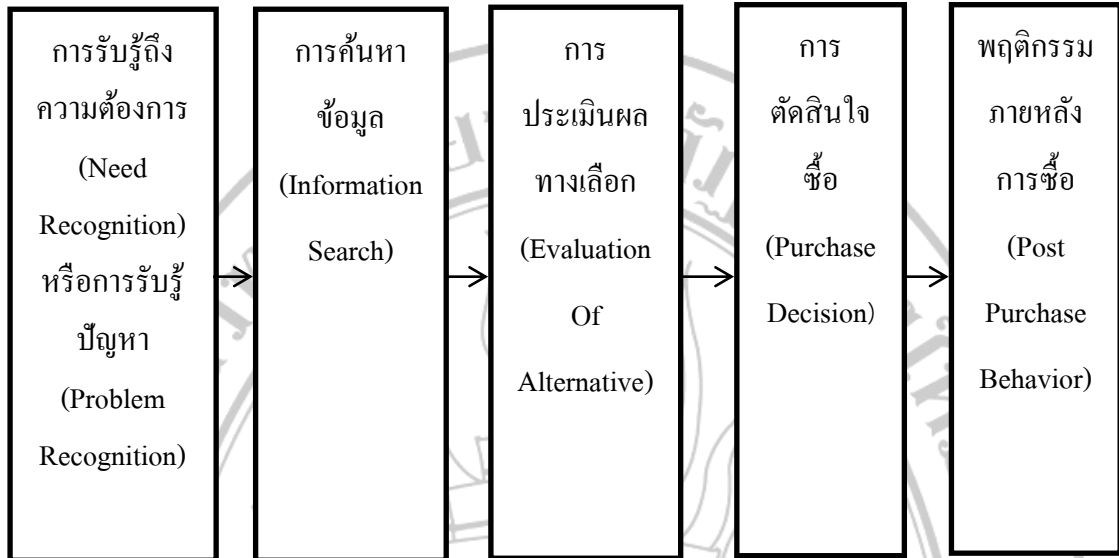 การรับรู้ถึง
ความต้องการ
(Need
Recognition)
หรือการรับรู้
ปัญหา
(Problem
Recognition)
การค้นหา
ข้อมูล
(Information
Search)
การ
ประเมินผล
ทางเลือก
(Evaluation
Of
Alternative)
การ
ตัดสินใจ
ซื้อ
(Purchase
Decision)
พฤติกรรม
ภายหลัง
การซื้อ
(Post
Purchase
Behavior)